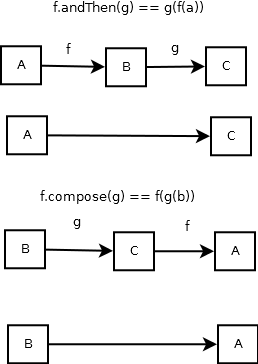 f.andThen(g) == g(f(a))
f g
A B C
A C
f.compose(g) == f(g(b))
g f
B C A
B A